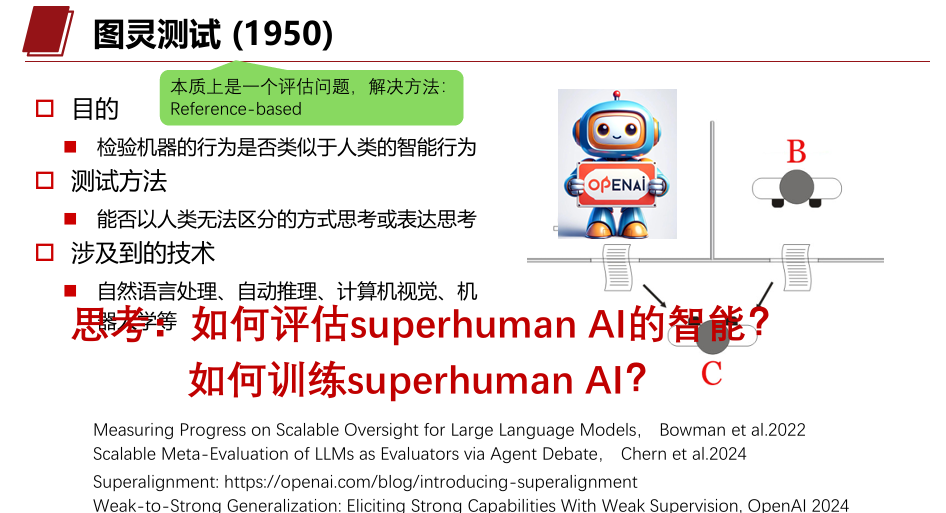 图灵测试 (1950)
本质上是一个评估问题，解决方法：
Reference-based
目的
检验机器的行为是否类似于人类的智能行为
测试方法
能否以人类无法区分的方式思考或表达思考
涉及到的技术
自然语言处理、自动推理、计算机视觉、机
器人学等
OPENAI
B
思考：如何评估superhuman AI的智能？
如何训练superhuman AI？
C
Measuring Progress on Scalable Oversight for Large Language Models， Bowman et al.2022
Scalable Meta-Evaluation of LLMs as Evaluators via Agent Debate， Chern et al.2024
Superalignment: https://openai.com/blog/introducing-superalignment
Weak-to-Strong Generalization: Eliciting Strong Capabilities With Weak Supervision, OpenAI 2024